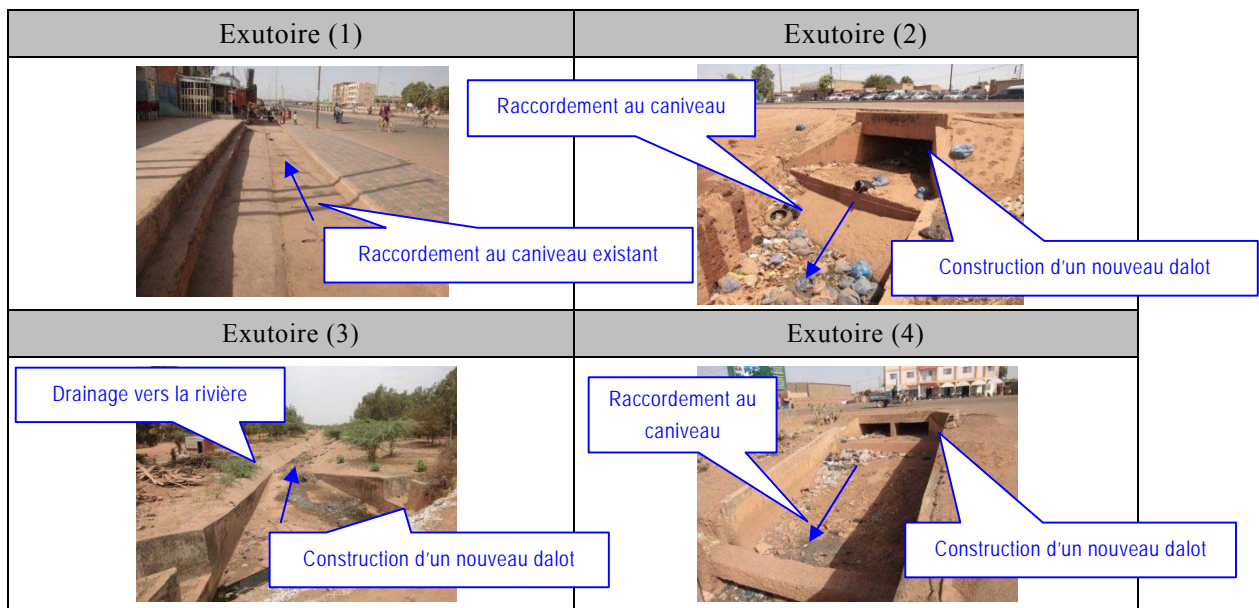 Exutoire (1)
Exutoire (2)
Raccordement au caniveau existant
Raccordement au caniveau
Construction d'un nouveau dalot
Exutoire (3)
Exutoire (4)
Drainage vers la rivière
Construction d'un nouveau dalot
Raccordement au
caniveau
Construction d'un nouveau dalot